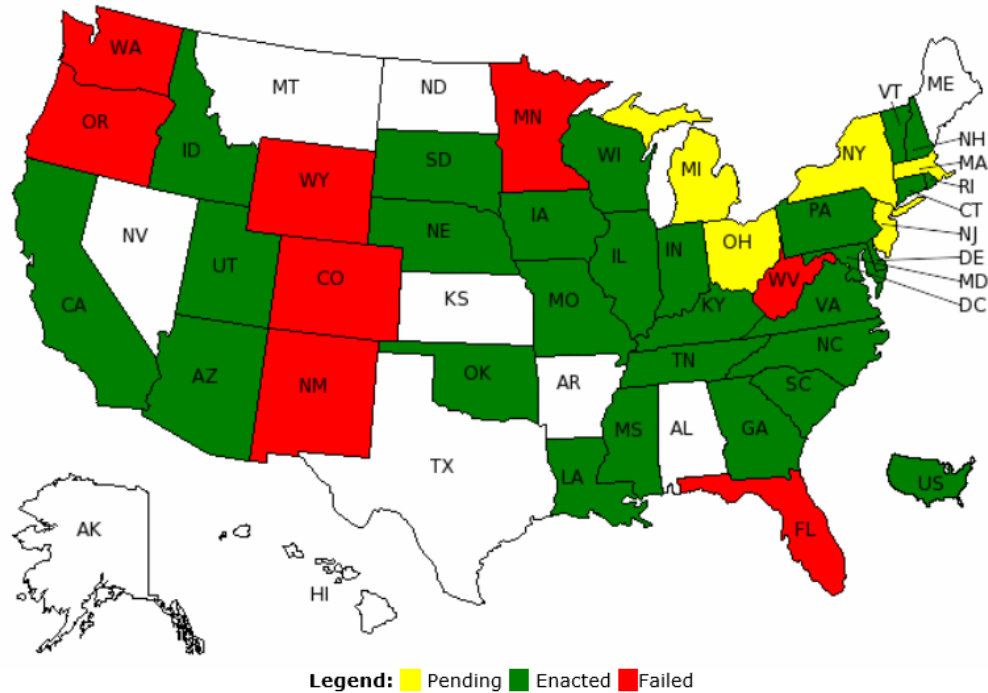 WA
MT
ND
ME
VT
OR
MN
NH
ID
SD
WI
NY
MA
WY
MI
RI
CT
NV
NE
IA
PA
NJ
UT
CO
IL
IN
OH
DE
MD
DC
CA
KS
MO
WV
VA
KY
AZ
NM
OK
AR
TN
NC
SC
MS
AL
GA
TX
LA
US
AK
FL
HI
Legend: Pending Enacted Failed